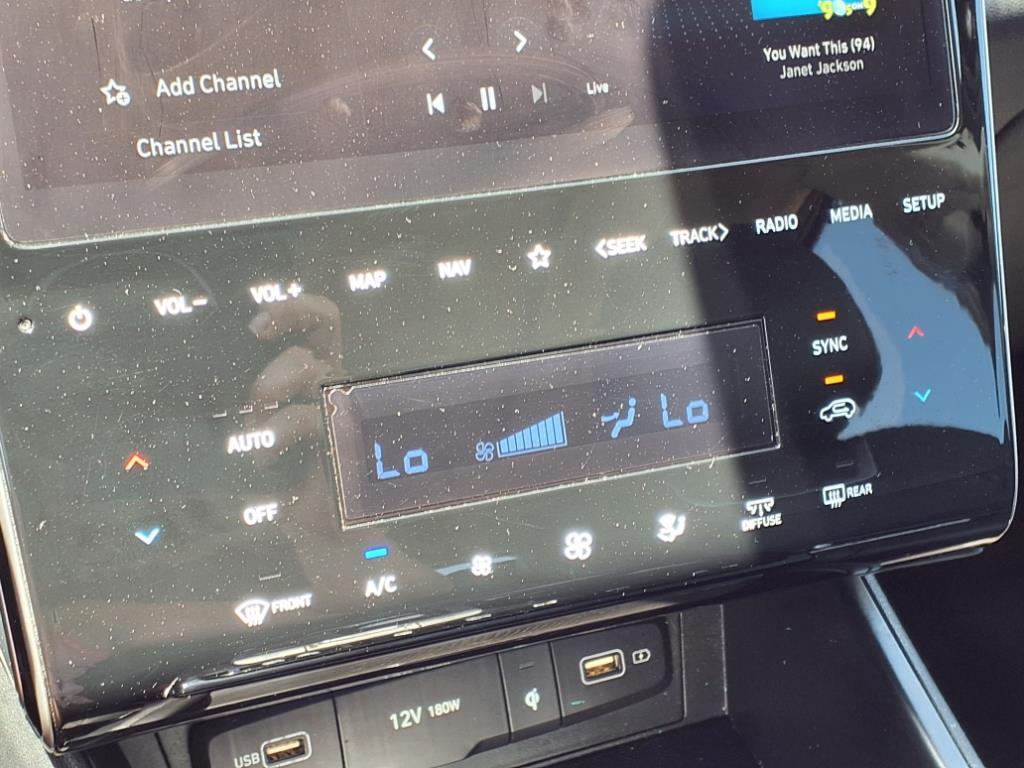 You Want This (94)
Janet Jackson
Add Channel
Live
Channel List
SETUP
MEDIA
RADIO
TRACK>
<SEEK
NAV
MAP
VOL+
VOL−
SYNC
AUTO
Lo
Lo
OFF
REAR
DIFFUSE
A/C
FRONT
12V 180W
USB